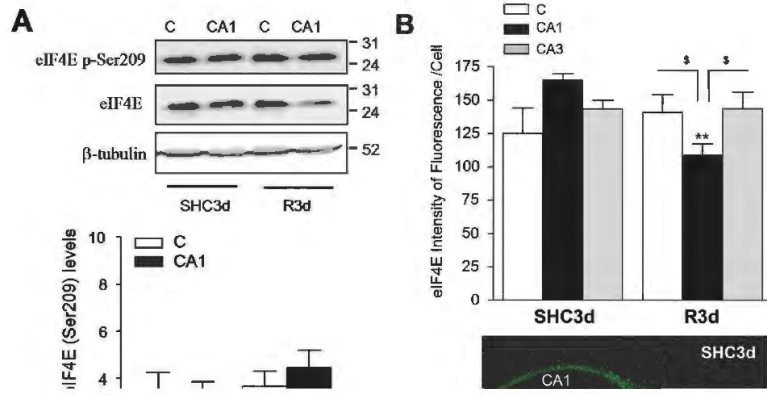 A
C CA1 C CA1
eIF4E p-Ser209
31
24
eIF4E
31
24
β-tubulin
52
SHC3d R3d
10
8
6
4
C
CA1
eIF4E (Ser209) levels
B
C
CA1
CA3
175
150
125
100
75
50
25
0
eIF4E Intensity of Fluorescence /Cell
$ $
**
SHC3d R3d
SHC3d
CA1